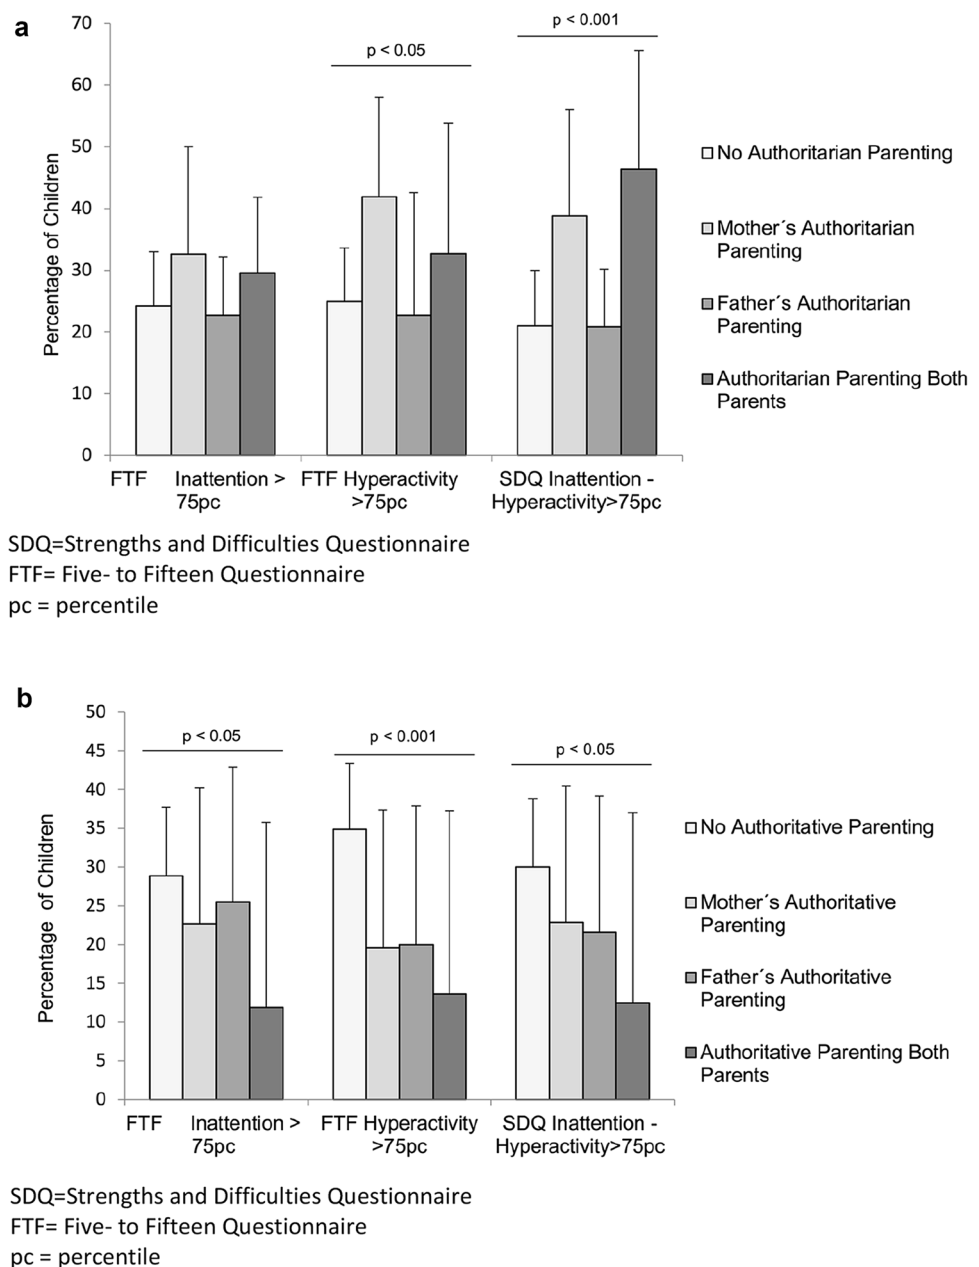 a
70
60
50
40
30
20
10
0
Percentage of Children
p < 0.05
p < 0.001
FTF Inattention >
75pc
FTF Hyperactivity
>75pc
SDQ Inattention -
Hyperactivity>75pc
No Authoritarian Parenting
Mother´s Authoritarian
Parenting
Father´s Authoritarian
Parenting
Authoritarian Parenting Both
Parents
SDQ=Strengths and Difficulties Questionnaire
FTF= Five- to Fifteen Questionnaire
pc = percentile
b
50
45
40
35
30
25
20
15
10
5
0
Percentage of Children
p < 0.05
p < 0.001
p < 0.05
FTF Inattention >
75pc
FTF Hyperactivity
>75pc
SDQ Inattention -
Hyperactivity>75pc
No Authoritative Parenting
Mother´s Authoritative
Parenting
Father´s Authoritative
Parenting
Authoritative Parenting Both
Parents
SDQ=Strengths and Difficulties Questionnaire
FTF= Five- to Fifteen Questionnaire
pc = percentile